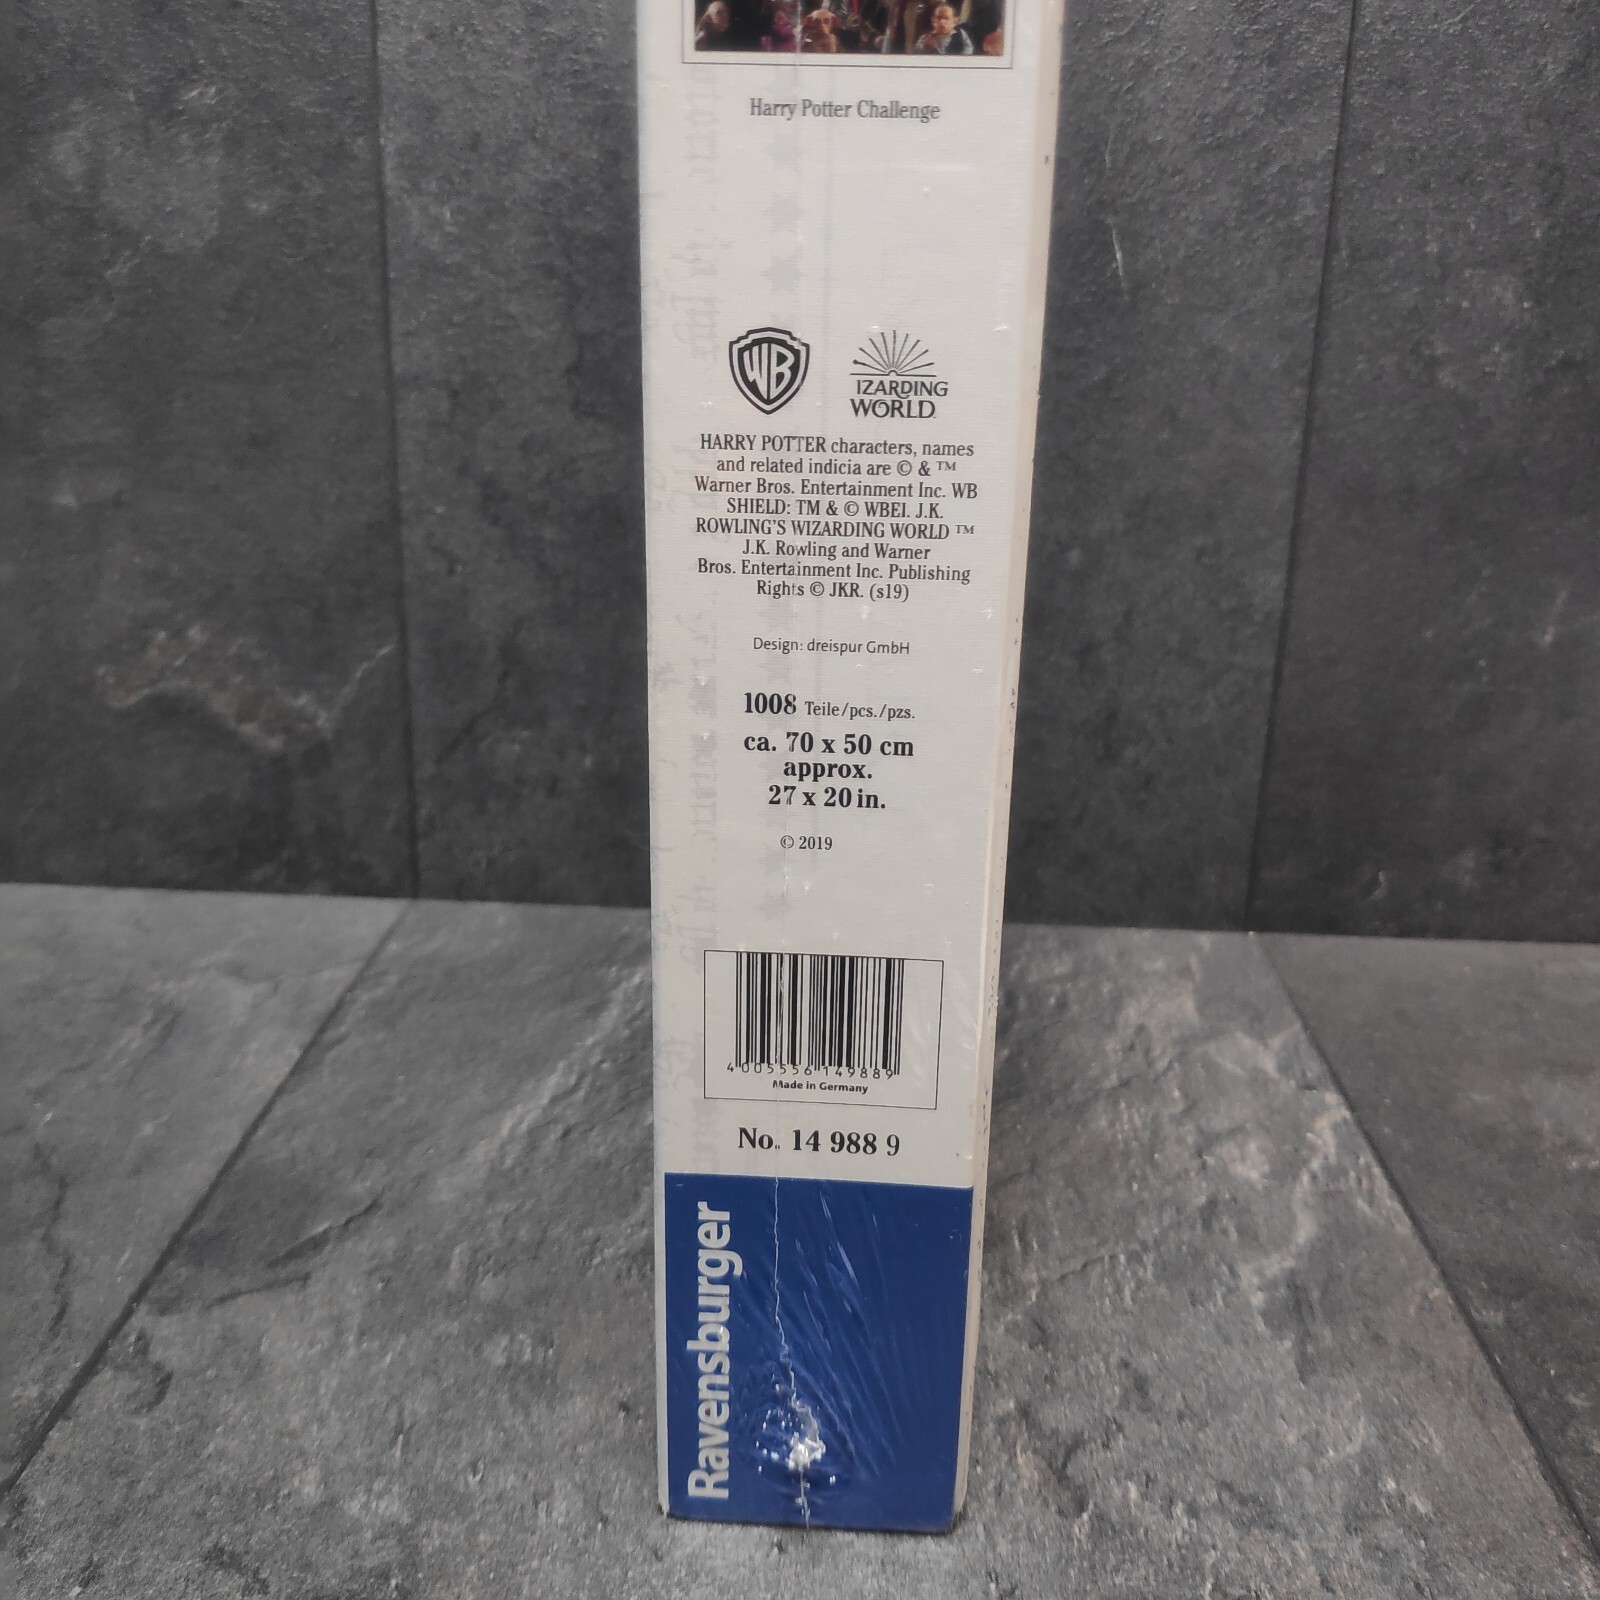 Harry Potter Challenge
WB
IZARDING
WORLD
HARRY POTTER characters, names
and related indicia are © & ™
Warner Bros. Entertainment Inc. WB
SHIELD: TM & © WBEI. J.K.
ROWLING'S WIZARDING WORLD ™
J.K. Rowling and Warner
Bros. Entertainment Inc. Publishing
Rights © JKR. (s19)
Design: dreispur GmbH
1008 Teile/pcs./pzs.
ca. 70 x 50 cm
approx.
27 x 20 in.
© 2019
4 005556 149889
Made in Germany
No. 14 988 9
Ravensburger